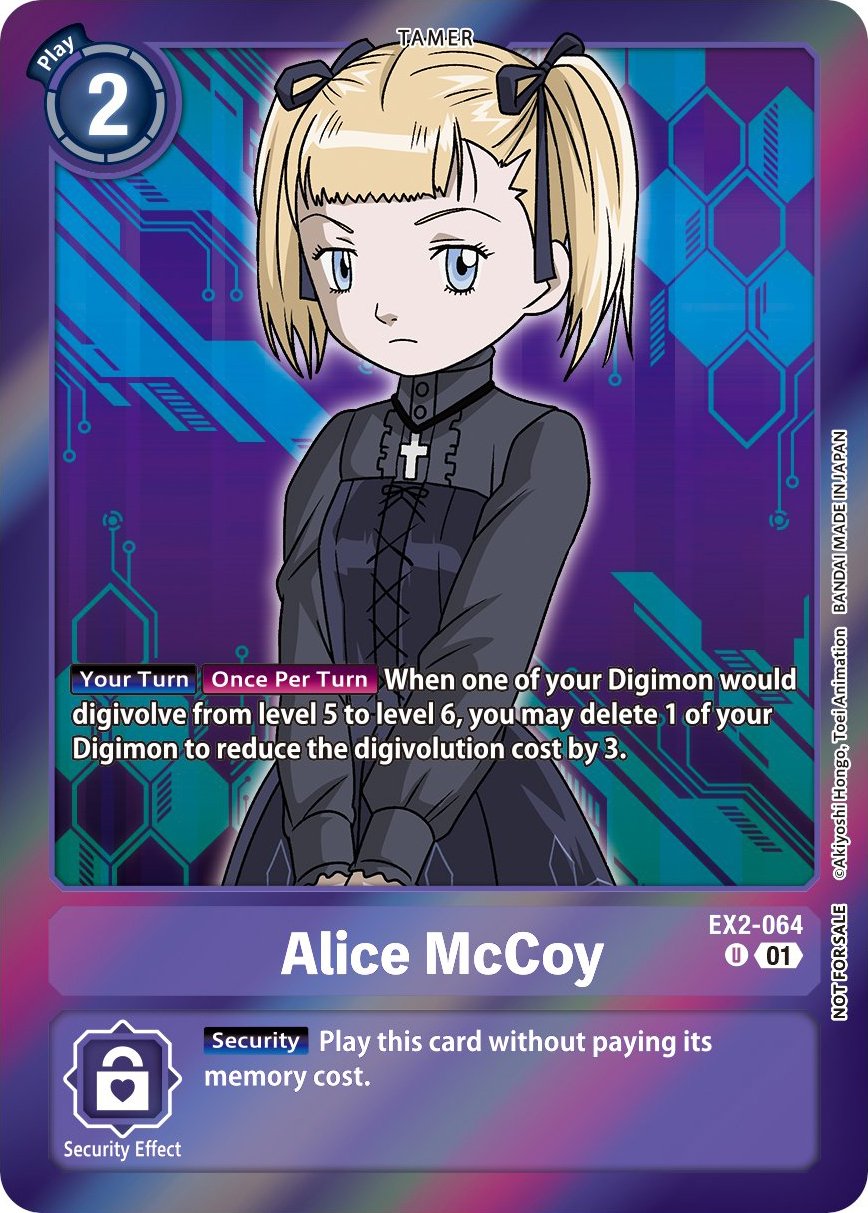 TAMER
Play
2
Your Turn Once Per Turn When one of your Digimon would
digivolve from level 5 to level 6, you may delete 1 of your
Digimon to reduce the digivolution cost by 3.
EX2-064
Alice McCoy
U 01
Security Play this card without paying its
memory cost.
Security Effect
NOT FOR SALE ©Akiyoshi Hongo, Toei Animation BANDAI MADE IN JAPAN